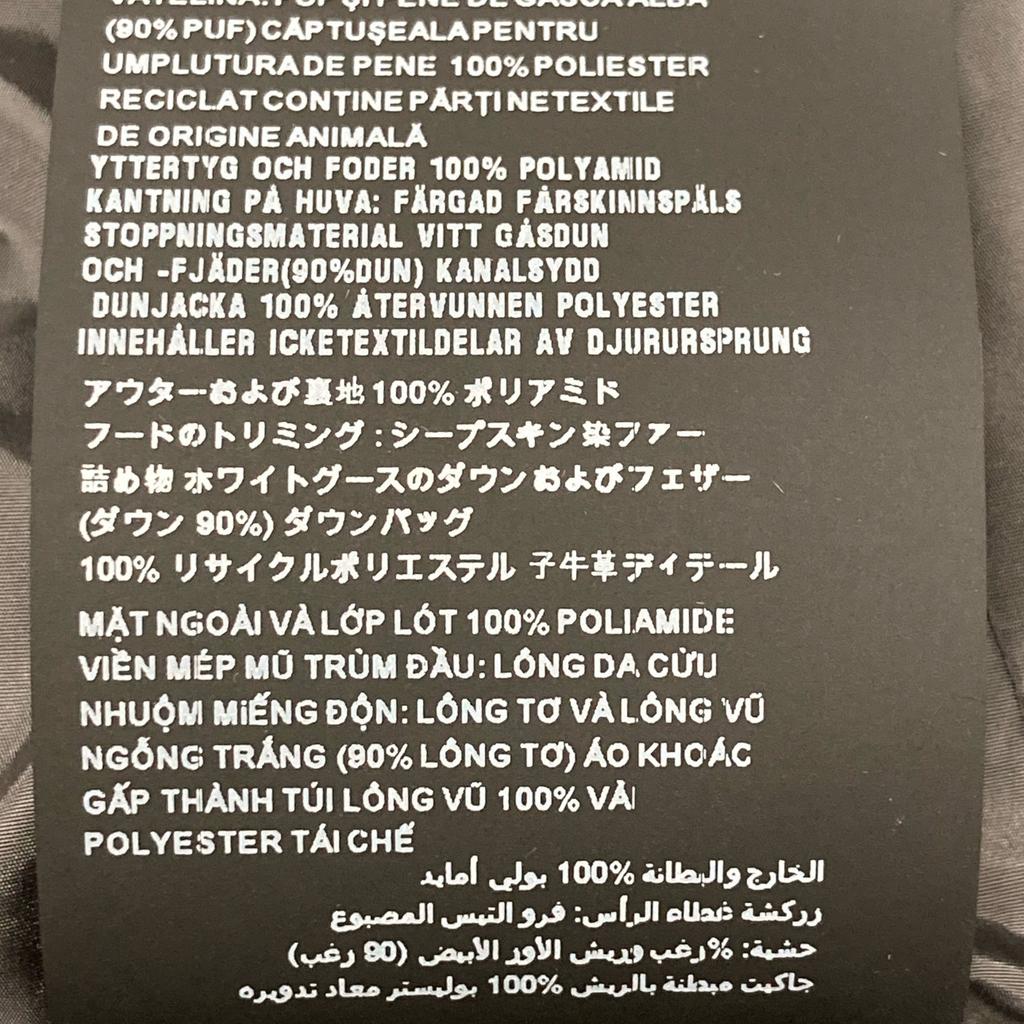 (90% PUF) CĂPTUȘEALA PENTRU
UMPLUTURA DE PENE 100% POLIESTER
RECICLAT CONȚINE PĂRȚI NETEXTILE
DE ORIGINE ANIMALĂ
YTTERTYG OCH FODER 100% POLYAMID
KANTNING PÅ HUVA: FÄRGAD FÅRSKINNSPÄLS
STOPPNINGSMATERIAL VITT GÅSDUN
OCH -FJÄDER(90%DUN) KANALSYDD
DUNJACKA 100% ÅTERVUNNEN POLYESTER
INNEHÅLLER ICKETEXTILDELAR AV DJURURSPRUNG
アウターおよび裏地 100% ポリアミド
フードのトリミング : シープスキン染ファー
詰め物 ホワイトグースのダウンおよびフェザー
(ダウン 90%) ダウンバッグ
100% リサイクルポリエステル 子牛革ディテール
MẶT NGOÀI VÀ LỚP LÓT 100% POLIAMIDE
VIỀN MÉP MŨ TRÙM ĐẦU: LÔNG DA CỪU
NHUỘM MIẾNG ĐỘN: LÔNG TƠ VÀ LÔNG VŨ
NGỖNG TRẮNG (90% LÔNG TƠ) ÁO KHOÁC
GẤP THÀNH TÚI LÔNG VŨ 100% VẢI
POLYESTER TÁI CHẾ
الخارج والبطانة %100 بولي أمايد
زركشة غطاء الرأس: فرو التيس المصبوغ
حشية: %زغب وريش الأوز الأبيض (90 زغب)
جاكيت مبطنة بالريش %100 بوليستر معاد تدويره